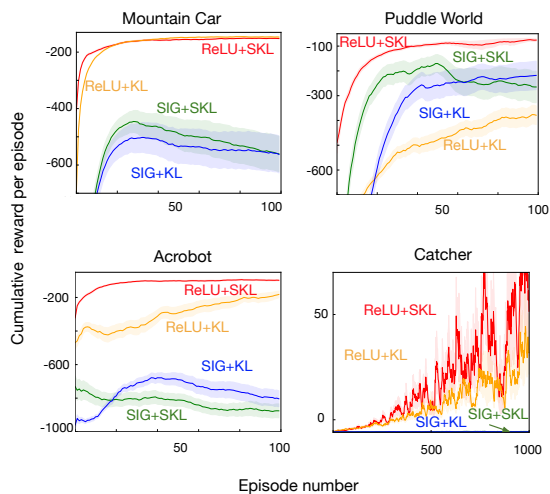 Mountain Car
-200
-400
-600
50
100
ReLU+SKL
ReLU+KL
SIG+SKL
SIG+KL
Puddle World
-100
-300
-600
50
100
ReLU+SKL
SIG+SKL
SIG+KL
ReLU+KL
Cumulative reward per episode
Acrobot
-200
-600
-800
-1000
50
100
ReLU+SKL
ReLU+KL
SIG+KL
SIG+SKL
Catcher
50
0
500
1000
ReLU+SKL
ReLU+KL
SIG+SKL
SIG+KL
Episode number